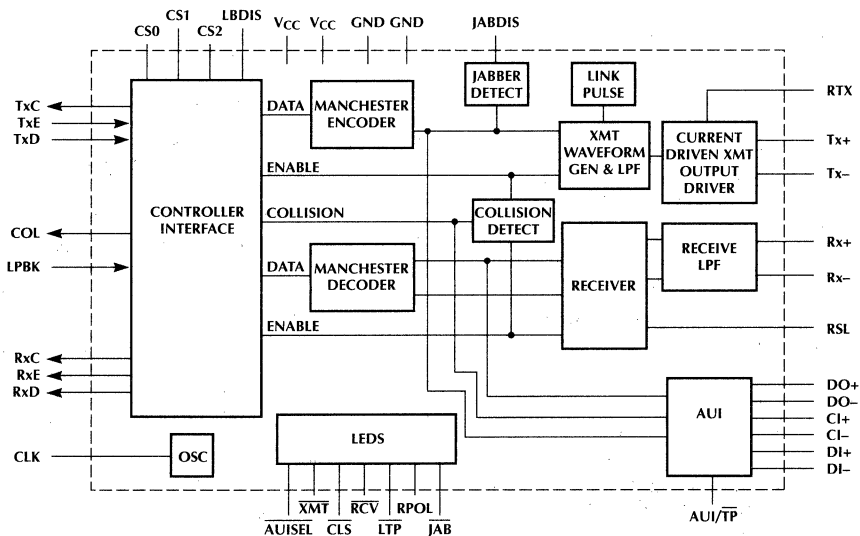 CS0
CS1
CS2
LBDIS
VCC
VCC
GND
GND
JABDIS
TxC
TxE
TxD
COL
LPBK
RxC
RxE
RxD
CLK
CONTROLLER
INTERFACE
OSC
DATA
MANCHESTER
ENCODER
JABBER
DETECT
LINK
PULSE
XMT
WAVEFORM
GEN & LPF
CURRENT
DRIVEN XMT
OUTPUT
DRIVER
ENABLE
COLLISION
COLLISION
DETECT
DATA
MANCHESTER
DECODER
RECEIVER
RECEIVE
LPF
ENABLE
LEDS
AUI
RTX
Tx+
Tx–
Rx+
Rx–
RSL
DO+
DO–
CI+
CI–
DI+
DI–
AUISEL
XMT
CLS
RCV
LTP
RPOL
JAB
AUI/TP